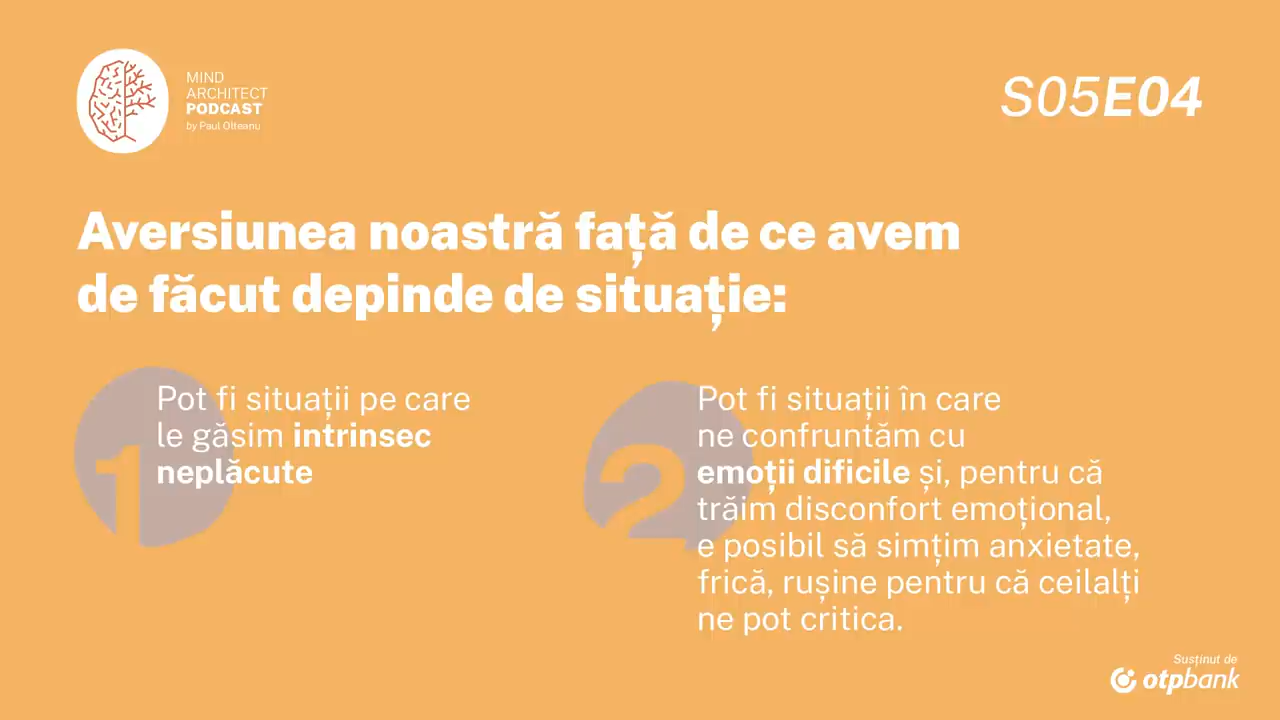 MIND
ARCHITECT
PODCAST
by Paul Olteanu
S05E04
Aversiunea noastră față de ce avem
de făcut depinde de situație:
1
Pot fi situații pe care
le găsim intrinsec
neplăcute
2
Pot fi situații în care
ne confruntăm cu
emoții dificile și, pentru că
trăim disconfort emoțional,
e posibil să simțim anxietate,
frică, rușine pentru că ceilalți
ne pot critica.
Susținut de
otpbank